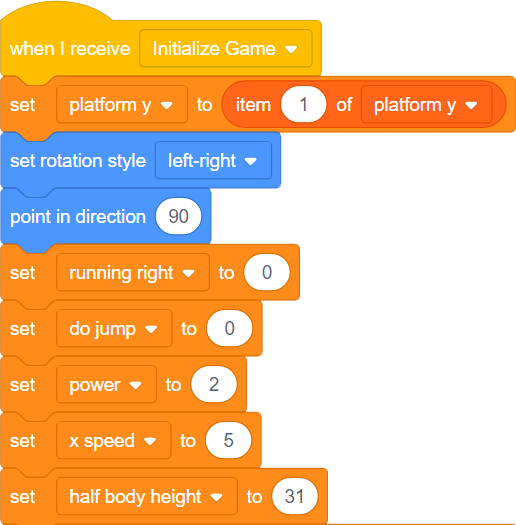 when I receive Initialize Game
set platform y to item 1 of platform y
set rotation style left-right
point in direction 90
set running right to 0
set do jump to 0
set power to 2
set x speed to 5
set half body height to 31